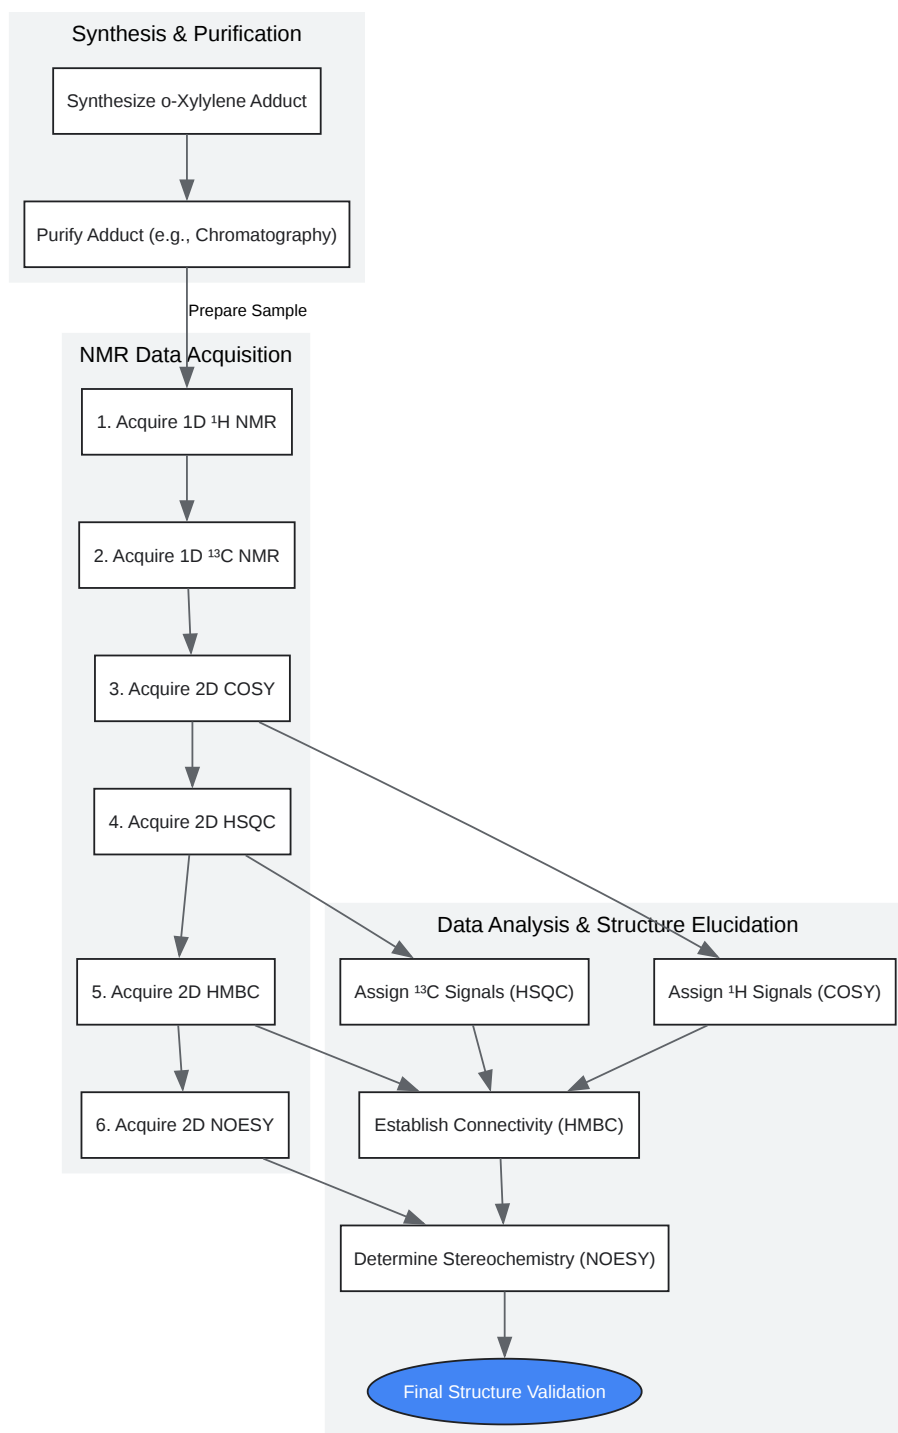 Synthesis & Purification
Synthesize o-Xylylene Adduct
Purify Adduct (e.g., Chromatography)
Prepare Sample
NMR Data Acquisition
1. Acquire 1D ¹H NMR
2. Acquire 1D ¹³C NMR
3. Acquire 2D COSY
4. Acquire 2D HSQC
Data Analysis & Structure Elucidation
5. Acquire 2D HMBC
Assign ¹³C Signals (HSQC)
Assign ¹H Signals (COSY)
6. Acquire 2D NOESY
Establish Connectivity (HMBC)
Determine Stereochemistry (NOESY)
Final Structure Validation